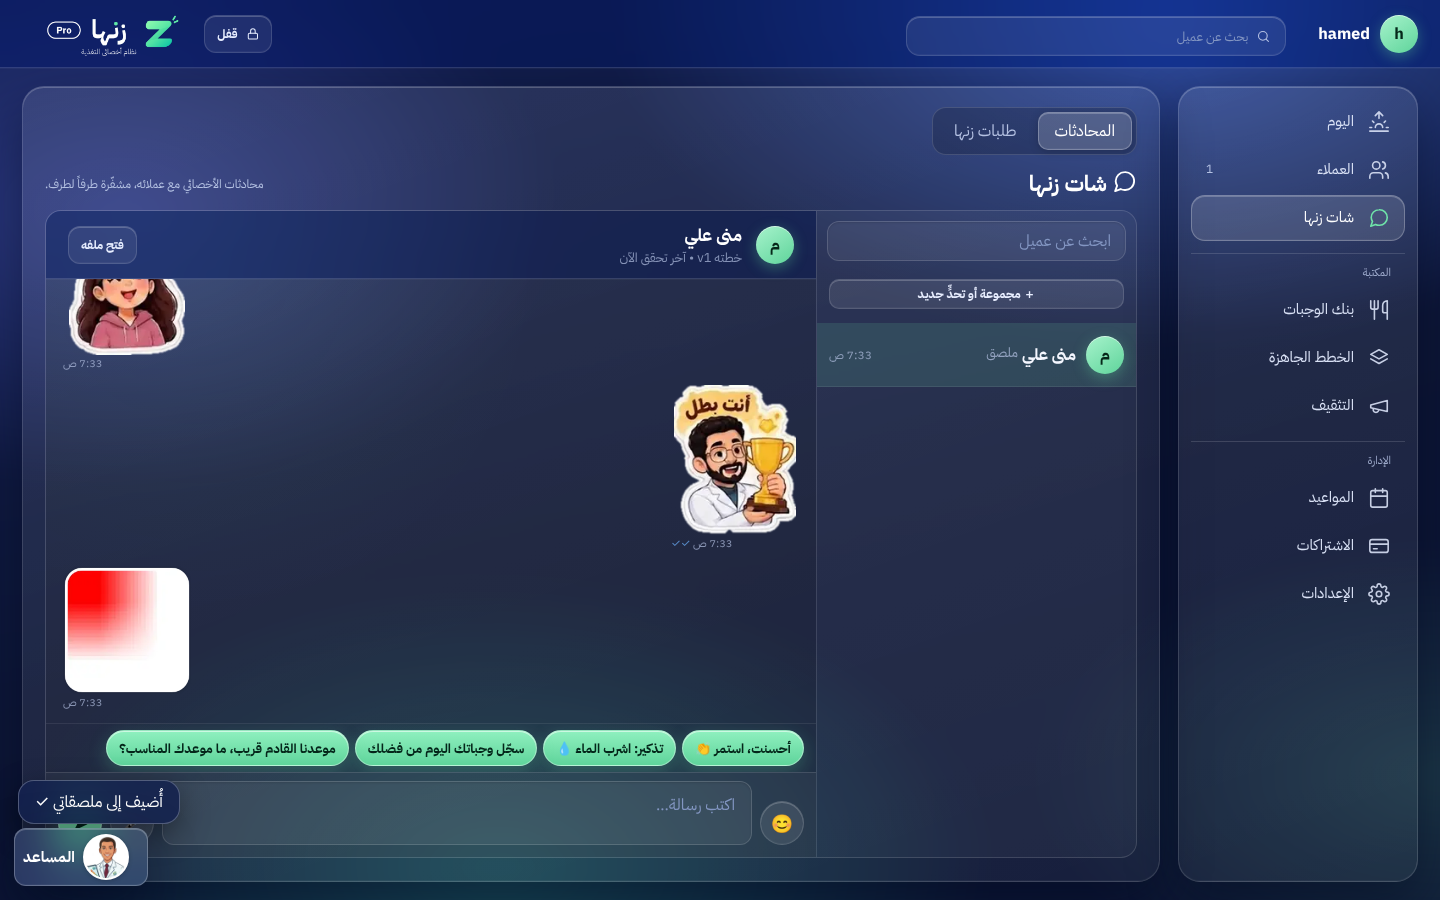 h hamed
بحث عن عميل
قفل
زنها Pro
نظام أخصائي التغذية
اليوم
العملاء 1
شات زنها
المكتبة
بنك الوجبات
الخطط الجاهزة
التثقيف
الإدارة
المواعيد
الاشتراكات
الإعدادات
المحادثات طلبات زنها
شات زنها
محادثات الأخصائي مع عملائه، مشفّرة طرفاً لطرف.
ابحث عن عميل
+ مجموعة أو تحدٍّ جديد
م منى علي ملصق 7:33 ص
م منى علي
خطته v1 • آخر تحقق الآن
فتح ملفه
7:33 ص
أنت بطل
7:33 ص ✓✓
7:33 ص
أحسنت، استمر 👏
تذكير: اشرب الماء 💧
سجّل وجباتك اليوم من فضلك
موعدنا القادم قريب، ما موعدك المناسب؟
😊 اكتب رسالة...
أُضيف إلى ملصقاتي ✓
المساعد